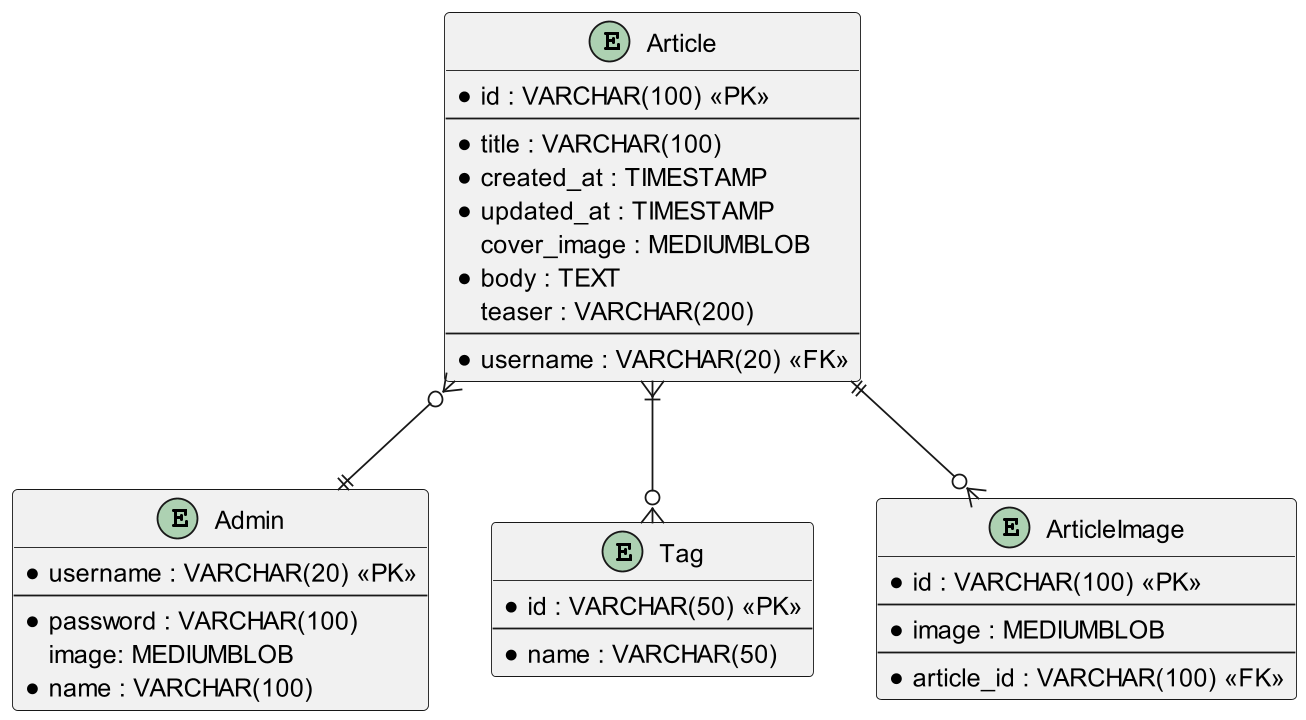 E Article
* id : VARCHAR(100) «PK»
* title : VARCHAR(100)
* created_at : TIMESTAMP
* updated_at : TIMESTAMP
cover_image : MEDIUMBLOB
* body : TEXT
teaser : VARCHAR(200)
* username : VARCHAR(20) «FK»
E Admin
* username : VARCHAR(20) «PK»
* password : VARCHAR(100)
image: MEDIUMBLOB
* name : VARCHAR(100)
E Tag
* id : VARCHAR(50) «PK»
* name : VARCHAR(50)
E ArticleImage
* id : VARCHAR(100) «PK»
* image : MEDIUMBLOB
* article_id : VARCHAR(100) «FK»